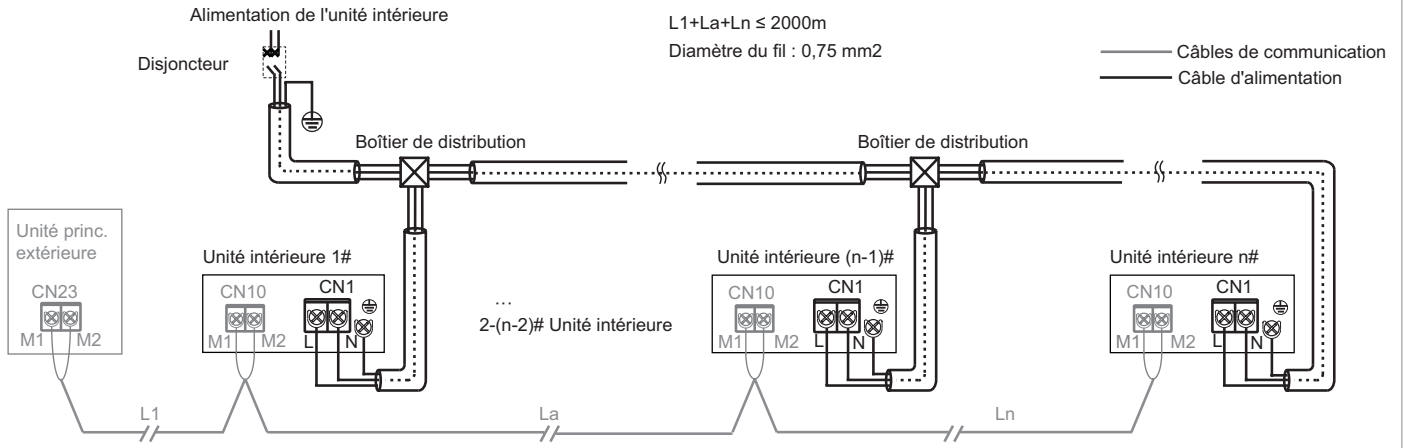 Alimentation de l'unité intérieure
L1+La+Ln ≤ 2000m
Diamètre du fil : 0,75 mm2
Disjoncteur
Câbles de communication
Câble d'alimentation
Boîtier de distribution
Boîtier de distribution
Unité princ.
extérieure
CN23
M1 M2
Unité intérieure 1#
CN10 CN1
M1 M2 L N
...
2-(n-2)# Unité intérieure
Unité intérieure (n-1)#
CN10 CN1
M1 M2 L N
Unité intérieure n#
CN10 CN1
M1 M2 L N
L1
La
Ln